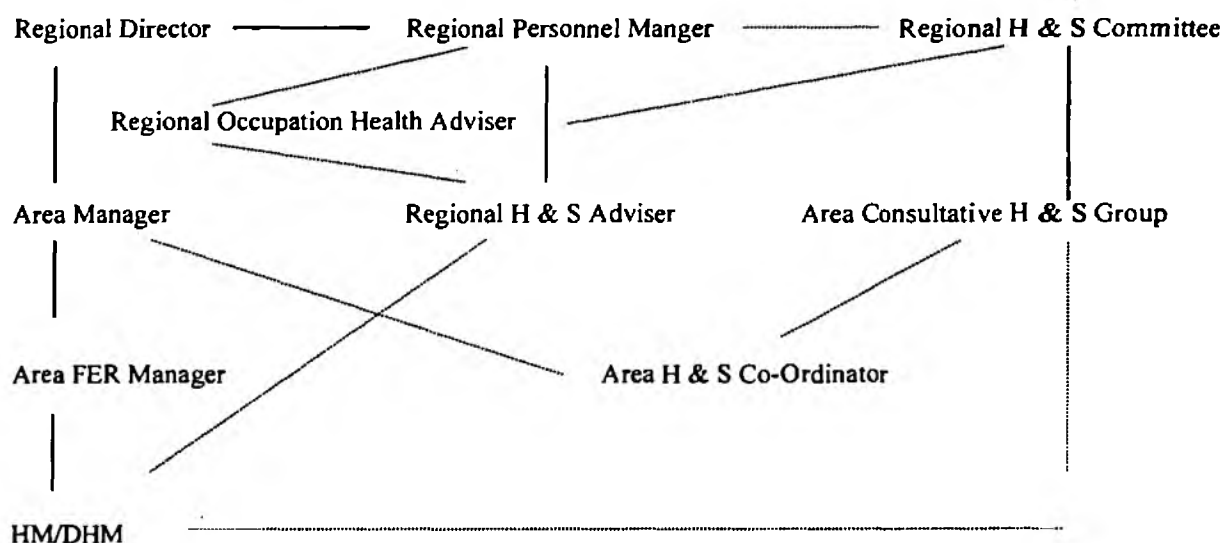 Regional Director Regional Personnel Manger Regional H & S Committee
Regional Occupation Health Adviser
Area Manager Regional H & S Adviser Area Consultative H & S Group
Area FER Manager Area H & S Co-Ordinator
HM/DHM